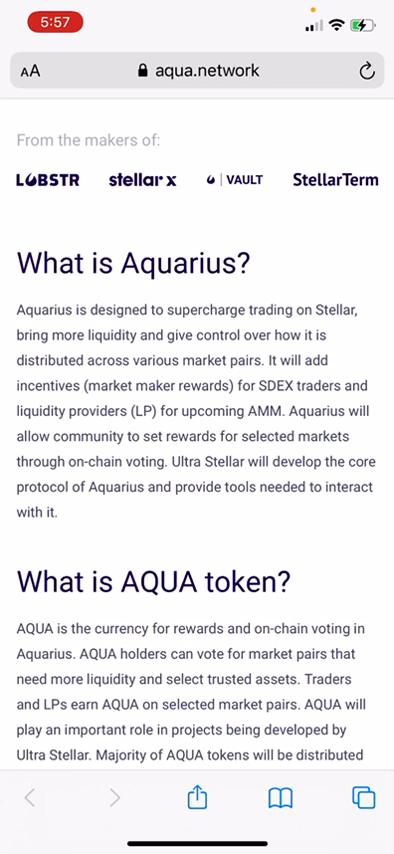 5:57
AA aqua.network
From the makers of:
LOBSTR stellar x VAULT StellarTerm
What is Aquarius?
Aquarius is designed to supercharge trading on Stellar,
bring more liquidity and give control over how it is
distributed across various market pairs. It will add
incentives (market maker rewards) for SDEX traders and
liquidity providers (LP) for upcoming AMM. Aquarius will
allow community to set rewards for selected markets
through on-chain voting. Ultra Stellar will develop the core
protocol of Aquarius and provide tools needed to interact
with it.
What is AQUA token?
AQUA is the currency for rewards and on-chain voting in
Aquarius. AQUA holders can vote for market pairs that
need more liquidity and select trusted assets. Traders
and LPs earn AQUA on selected market pairs. AQUA will
play an important role in projects being developed by
Ultra Stellar. Majority of AQUA tokens will be distributed